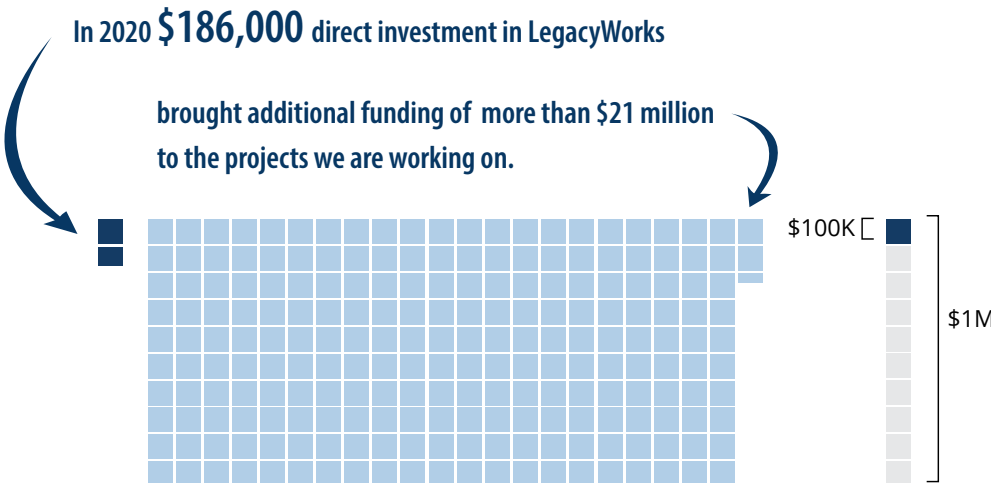 In 2020 $186,000 direct investment in LegacyWorks
brought additional funding of more than $21 million
to the projects we are working on.
$100K
$1M